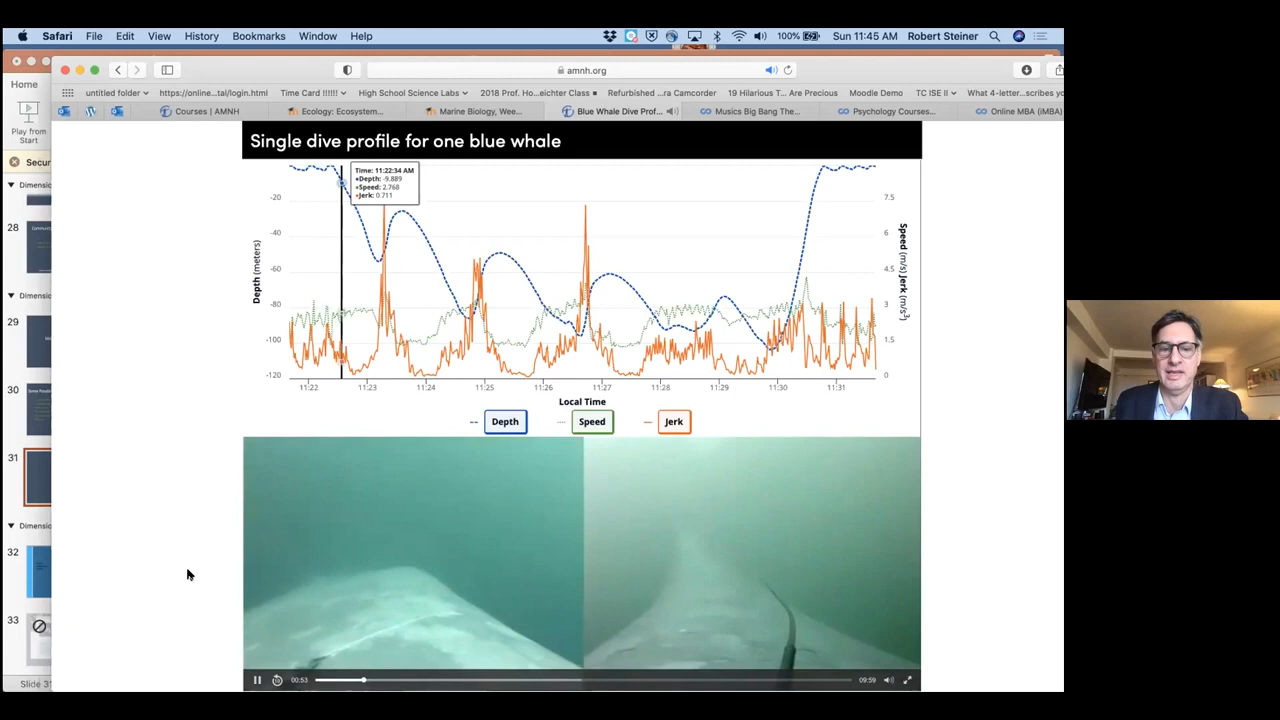 Safari File Edit View History Bookmarks Window Help 100% Sun 11:45 AM Robert Steiner
amnh.org
Home
untitled folder https://online...tal/login.html Time Card !!!!!! High School Science Labs 2018 Prof. Ho...eichter Class Refurbished ...ra Camcorder 19 Hilarious T...Are Precious Moodle Demo TC ISE II What 4-letter...scribes y
Courses | AMNH Ecology: Ecosystem... Marine Biology, Wee... Blue Whale Dive Prof... Musics Big Bang The... Psychology Courses... Online MBA (iMBA)
Play from
Start
Secur
Dimensio
28
Dimensio
29
30
31
Dimensio
32
33
Slide 31
Single dive profile for one blue whale
Time: 11:22:34 AM
Depth: -9.889
Speed: 2.768
Jerk: 0.711
Depth (meters)
-20
-40
-60
-80
-100
-120
7.5
6
4.5
3
1.5
0
Speed (m/s)
Jerk (m/s³)
11:22 11:23 11:24 11:25 11:26 11:27 11:28 11:29 11:30 11:31
Local Time
Depth Speed Jerk
10
00:53 09:59